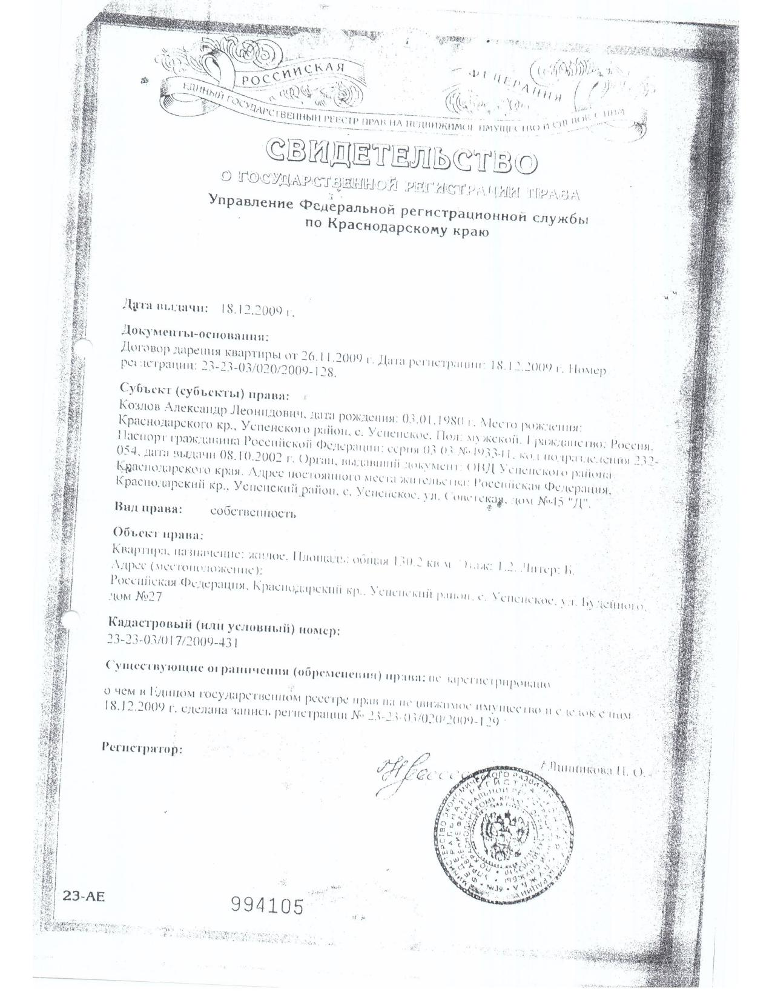 РОССИЙСКАЯ ФЕДЕРАЦИЯ
ЕДИНЫЙ ГОСУДАРСТВЕННЫЙ РЕЕСТР ПРАВ НА НЕДВИЖИМОЕ ИМУЩЕСТВО И СДЕЛОК С НИМ
СВИДЕТЕЛЬСТВО
О ГОСУДАРСТВЕННОЙ РЕГИСТРАЦИИ ПРАВА
Управление Федеральной регистрационной службы
по Краснодарскому краю
Дата выдачи: 18.12.2009 г.
Документы-основания:
Договор дарения квартиры от 26.11.2009 г. Дата регистрации: 18.12.2009 г. Номер
регистрации: 23-23-03/020/2009-128.
Субъект (субъекты) права:
Козлов Александр Леонидович, дата рождения: 03.01.1980 г. Место рождения:
Краснодарского кр., Успенского район, с. Успенское. Пол: мужской. Гражданство: Россия.
Паспорт гражданина Российской Федерации: серия 03 03 № код подразделения 232-
054, дата выдачи 08.10.2002 г. Орган, выдавший документ: ОВД Успенского района
Краснодарского края. Адрес постоянного места жительства: Российская Федерация,
Краснодарский кр., Успенский район, с. Успенское, ул. Советская, дом №45 "Д".
Вид права: собственность
Объект права:
Квартира, назначение: жилое. Площадь: общая 130.2 кв.м. Этаж: 1,2. Литер: Б.
Адрес (местоположение):
Российская Федерация, Краснодарский кр., Успенский район, с. Успенское, ул. Буденного,
дом №27
Кадастровый (или условный) номер:
23-23-03/017/2009-431
Существующие ограничения (обременения) права: не зарегистрировано
о чем в Едином государственном реестре прав на недвижимое имущество и сделок с ним
18.12.2009 г. сделана запись регистрации № 23-23-03/020/2009-129
Регистратор:
/ Линникова Н. О. /
23-АЕ
994105